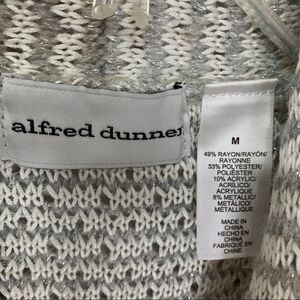 alfred dunner
M
49% RAYON/RAYÓN/
RAYONNE
33% POLYESTER/
POLIÉSTER
10% ACRYLIC/
ACRÍLICO/
ACRYLIQUE
8% METALLIC/
METÁLICO/
MÉTALLIQUE
MADE IN
CHINA
HECHO EN
CHINA
FABRIQUÉ EN
CHINE